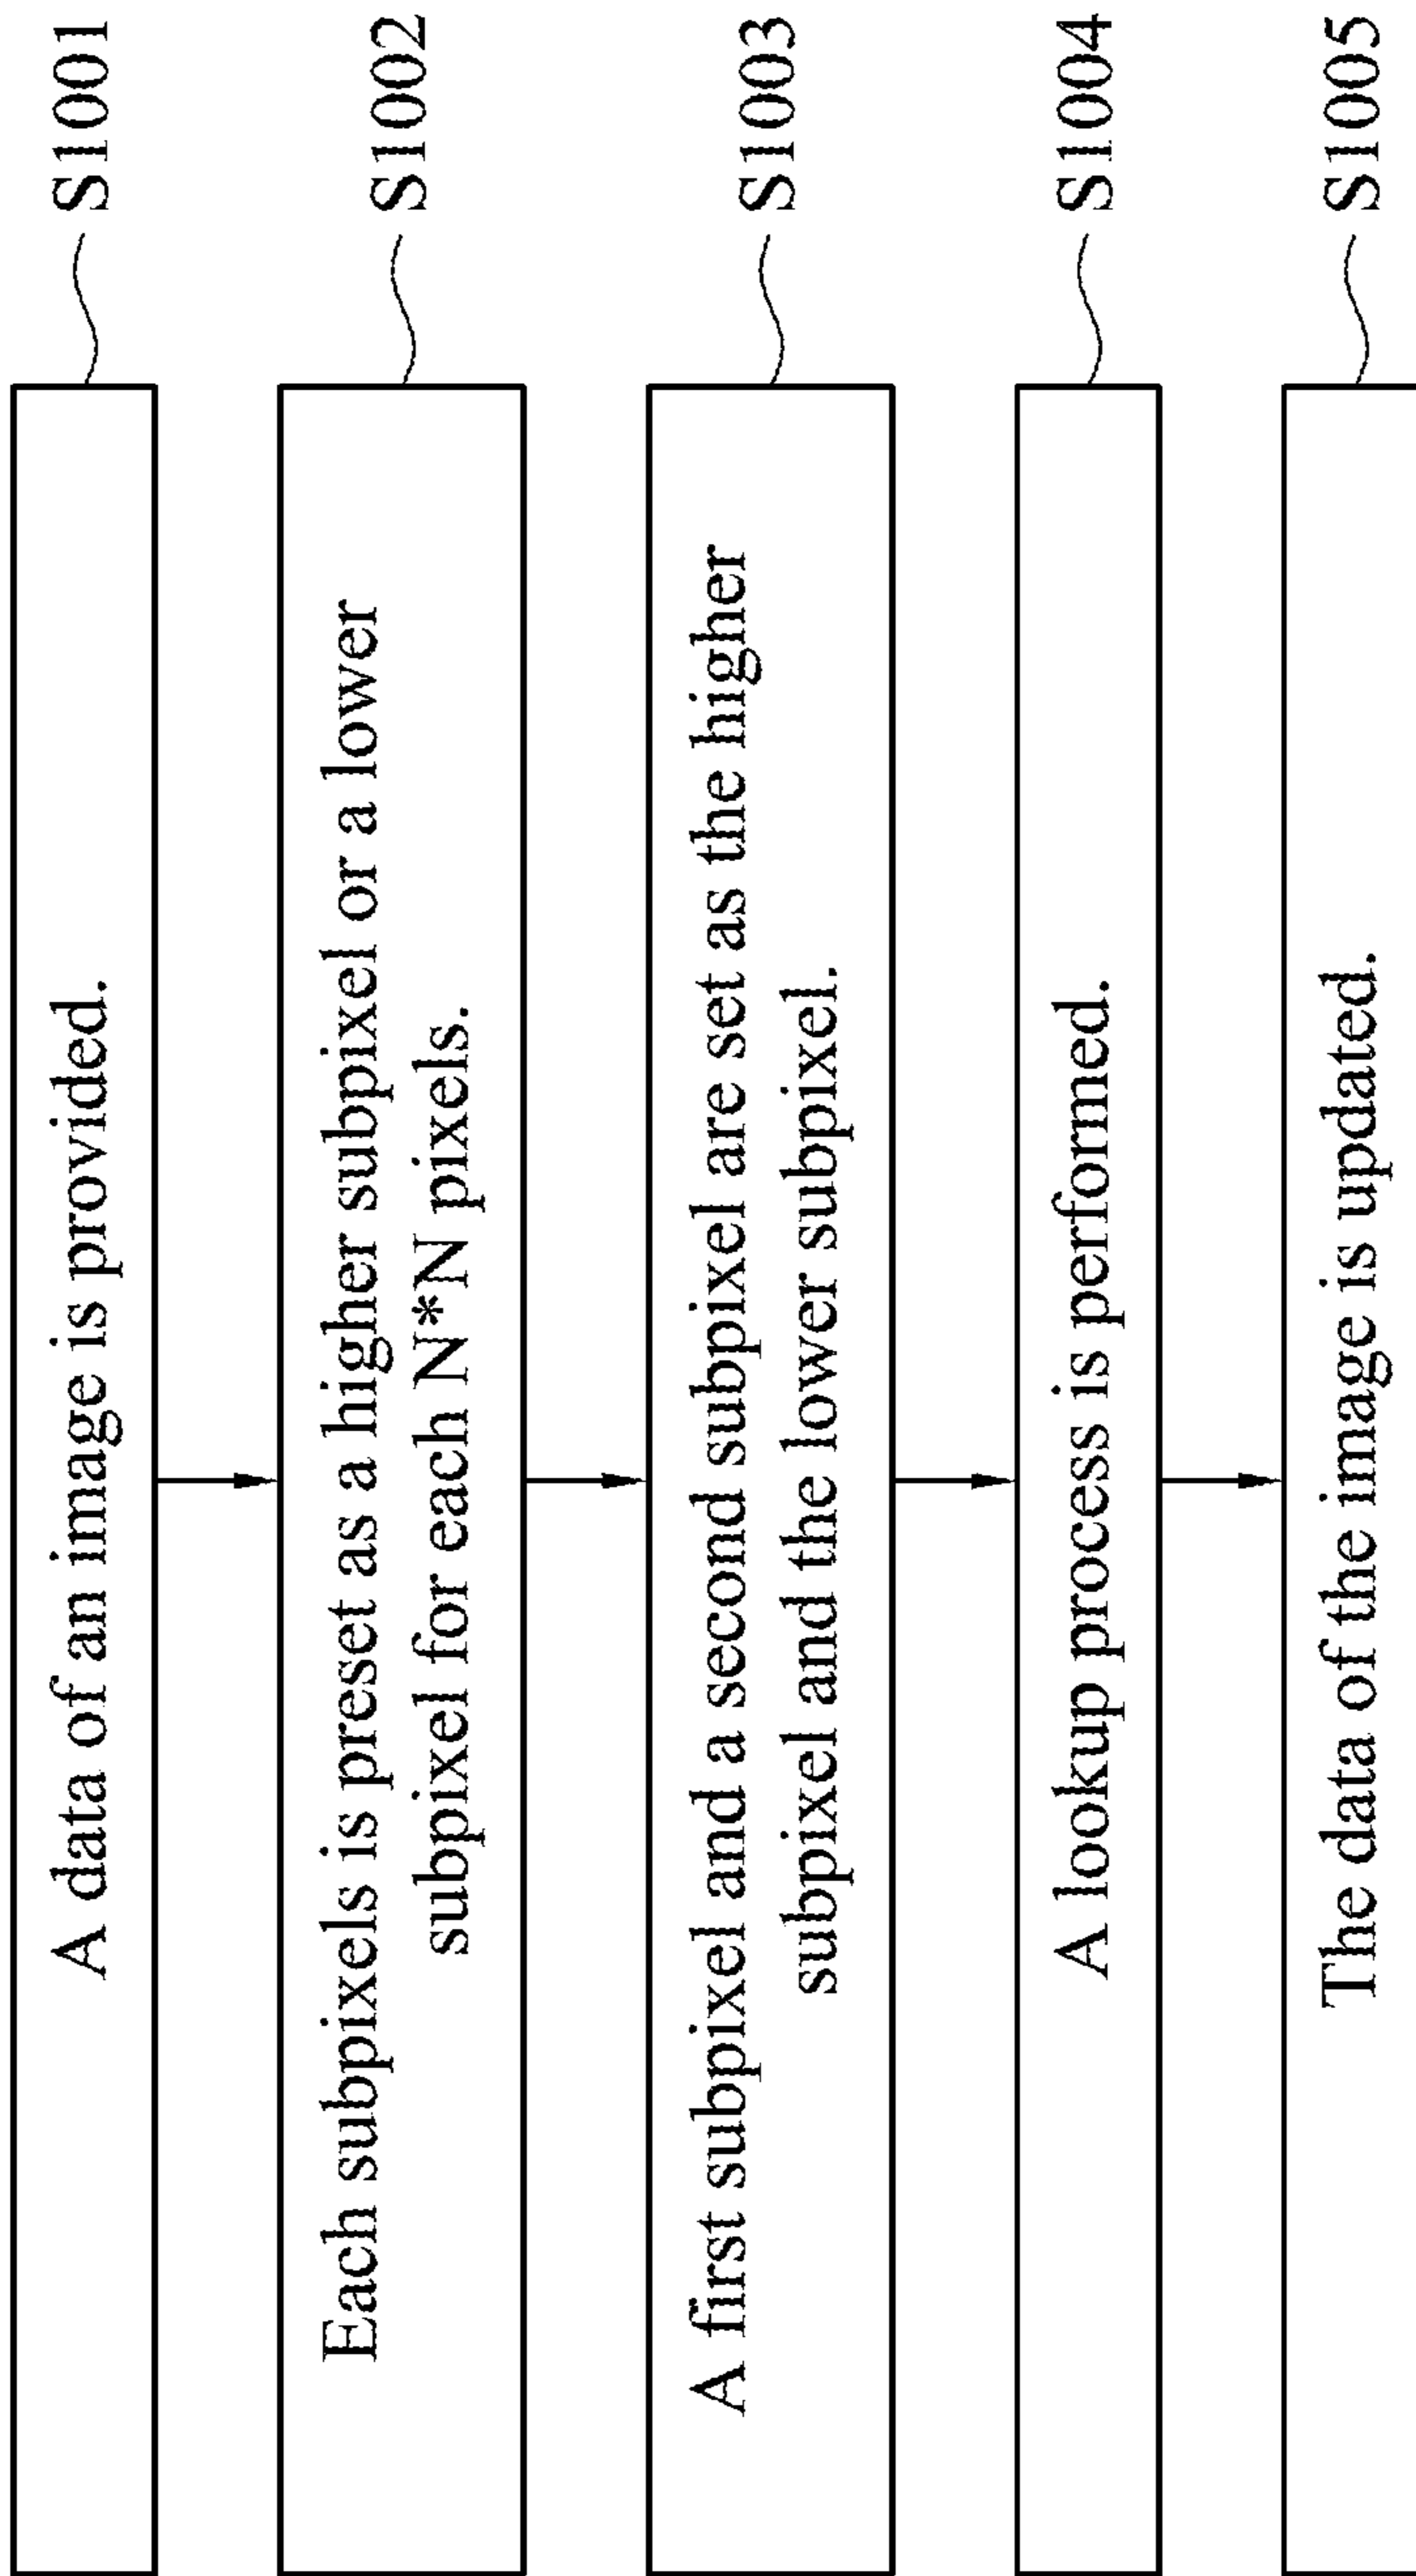 A data of an image is provided.
S1001
Each subpixels is preset as a higher subpixel or a lower
subpixel for each N*N pixels.
S1002
A first subpixel and a second subpixel are set as the higher
subpixel and the lower subpixel.
S1003
A lookup process is performed.
S1004
The data of the image is updated.
S1005